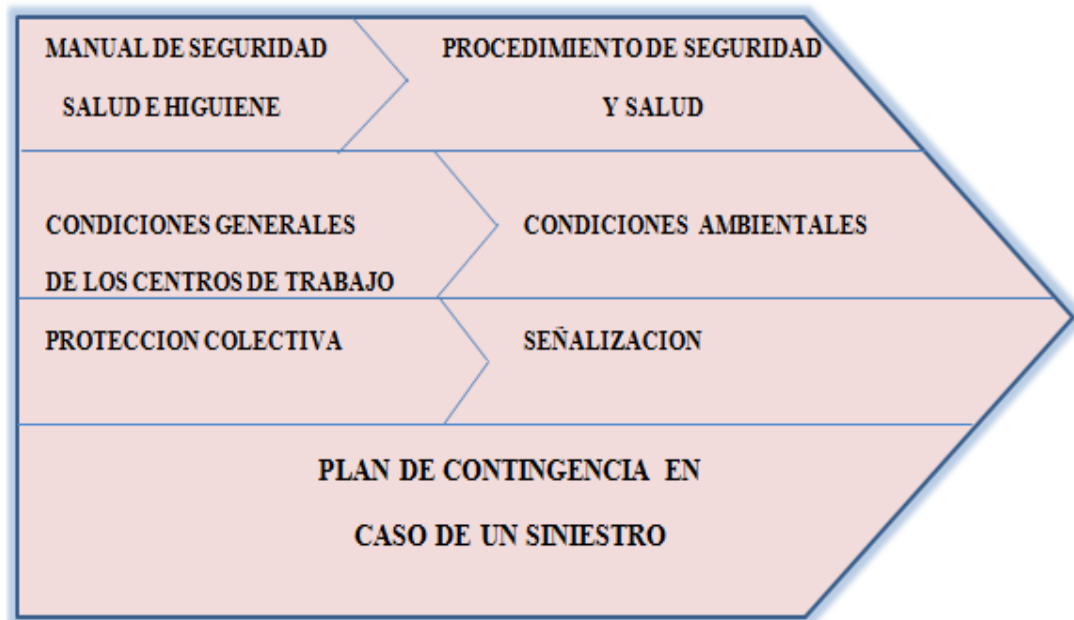 MANUAL DE SEGURIDAD
SALUD E HIGUIENE
PROCEDIMIENTO DE SEGURIDAD
Y SALUD
CONDICIONES GENERALES
DE LOS CENTROS DE TRABAJO
CONDICIONES AMBIENTALES
PROTECCION COLECTIVA
SEÑALIZACION
PLAN DE CONTINGENCIA EN
CASO DE UN SINIESTRO